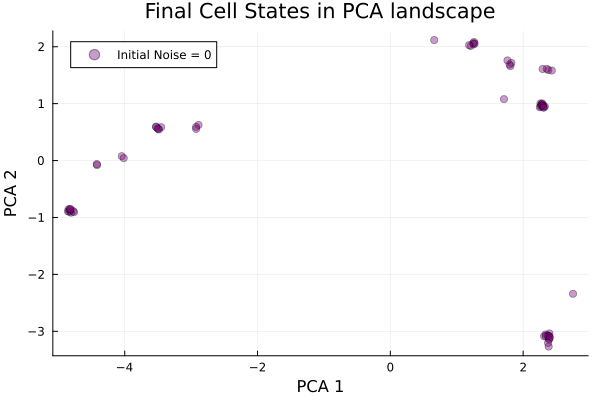 Final Cell States in PCA landscape
Initial Noise = 0
2
1
0
−1
−2
−3
PCA 2
−4
−2
0
2
PCA 1